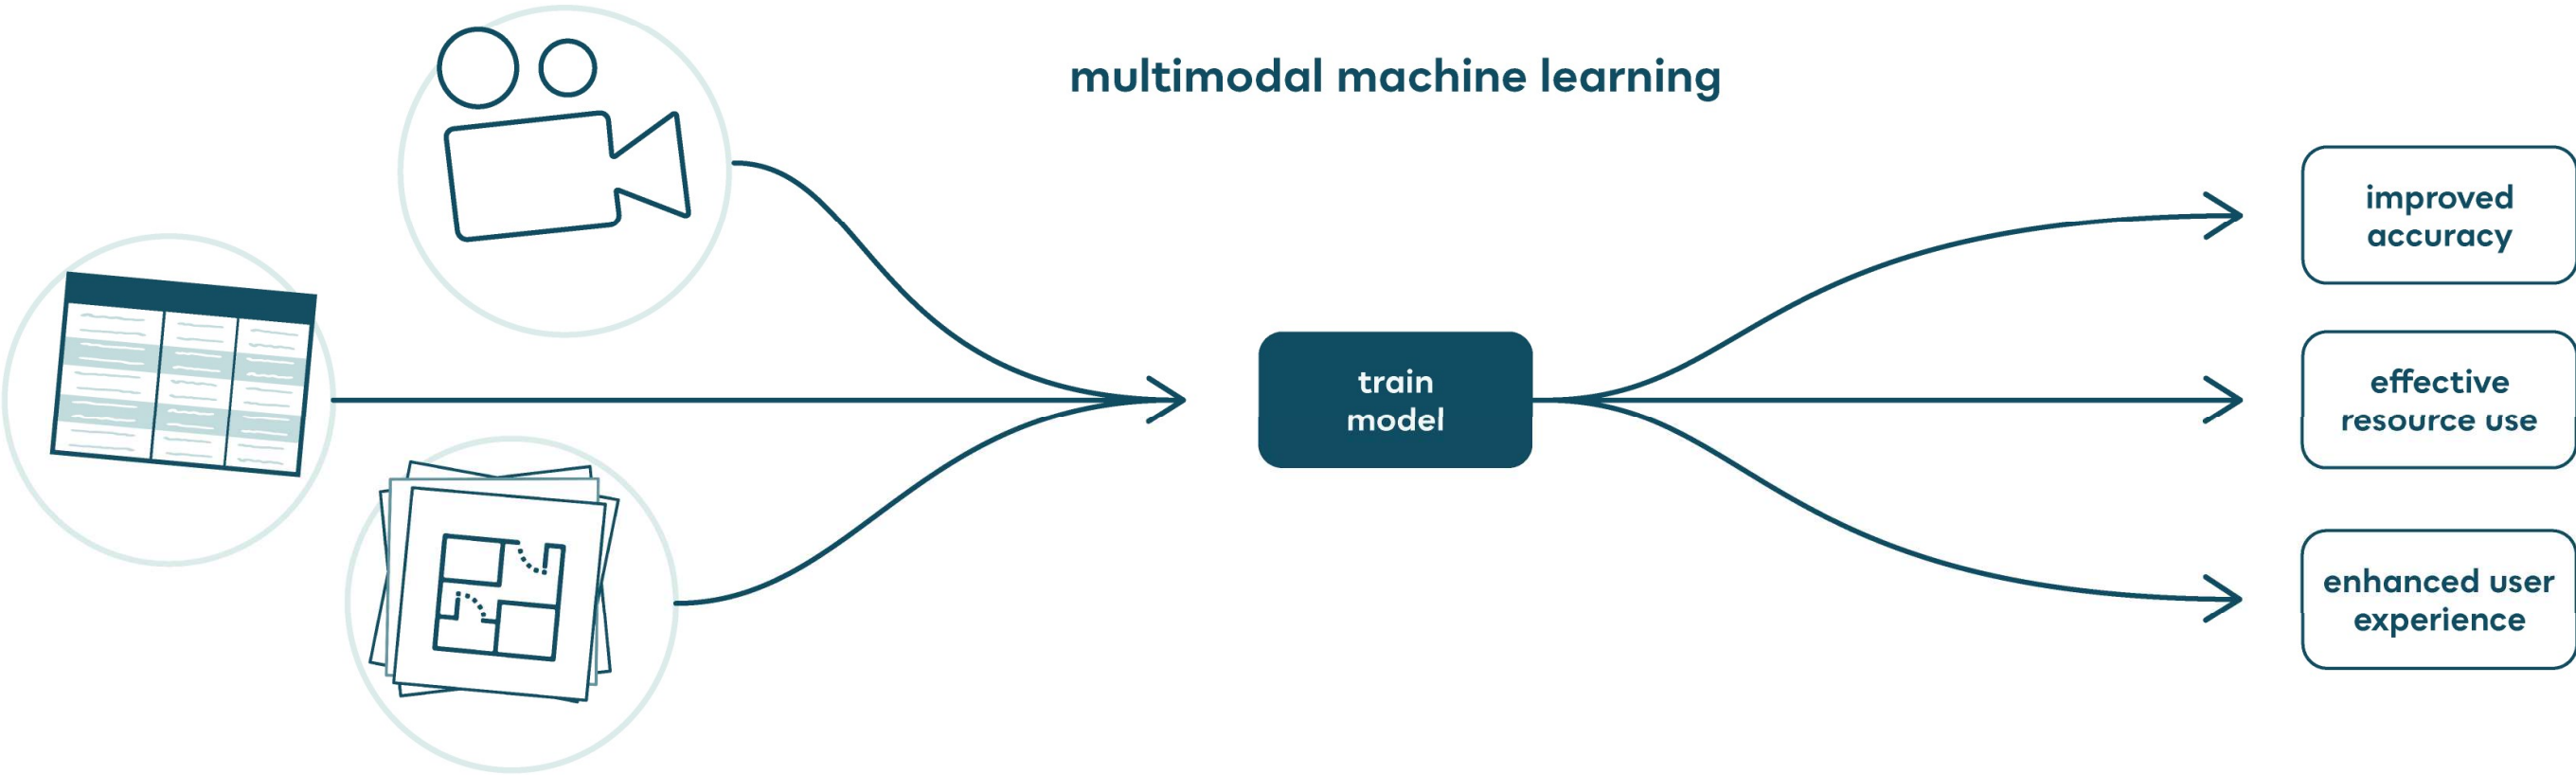 multimodal machine learning
train
model
improved
accuracy
effective
resource use
enhanced user
experience